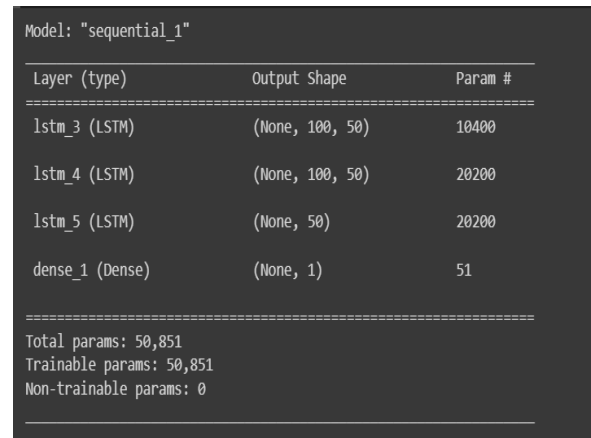 Model: "sequential_1"
Layer (type) Output Shape Param #
=================================================================
lstm_3 (LSTM) (None, 100, 50) 10400
lstm_4 (LSTM) (None, 100, 50) 20200
lstm_5 (LSTM) (None, 50) 20200
dense_1 (Dense) (None, 1) 51
=================================================================
Total params: 50,851
Trainable params: 50,851
Non-trainable params: 0